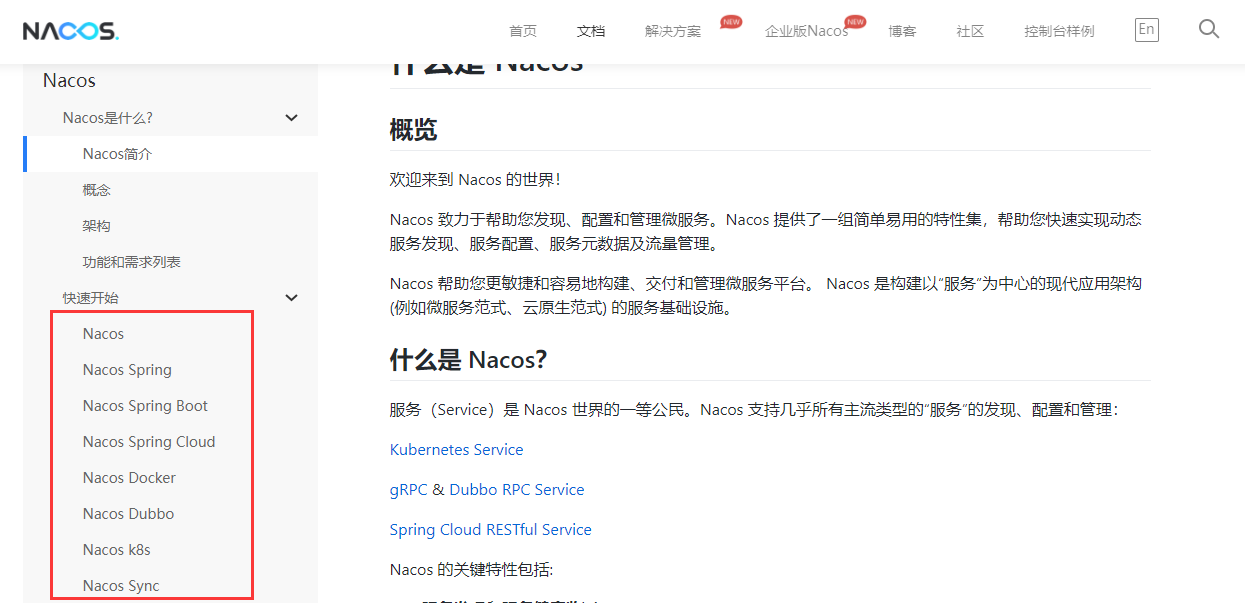 NACOS.
首页
文档
解决方案
NEW
企业版Nacos
NEW
博客
社区
控制台样例
En
Nacos
Nacos是什么?
Nacos简介
概念
架构
功能和需求列表
快速开始
Nacos
Nacos Spring
Nacos Spring Boot
Nacos Spring Cloud
Nacos Docker
Nacos Dubbo
Nacos k8s
Nacos Sync
什么是 Nacos
概览
欢迎来到 Nacos 的世界！
Nacos 致力于帮助您发现、配置和管理微服务。Nacos 提供了一组简单易用的特性集，帮助您快速实现动态
服务发现、服务配置、服务元数据及流量管理。
Nacos 帮助您更敏捷和容易地构建、交付和管理微服务平台。 Nacos 是构建以“服务”为中心的现代应用架构
(例如微服务范式、云原生范式) 的服务基础设施。
什么是 Nacos？
服务（Service）是 Nacos 世界的一等公民。Nacos 支持几乎所有主流类型的“服务”的发现、配置和管理：
Kubernetes Service
gRPC & Dubbo RPC Service
Spring Cloud RESTful Service
Nacos 的关键特性包括: